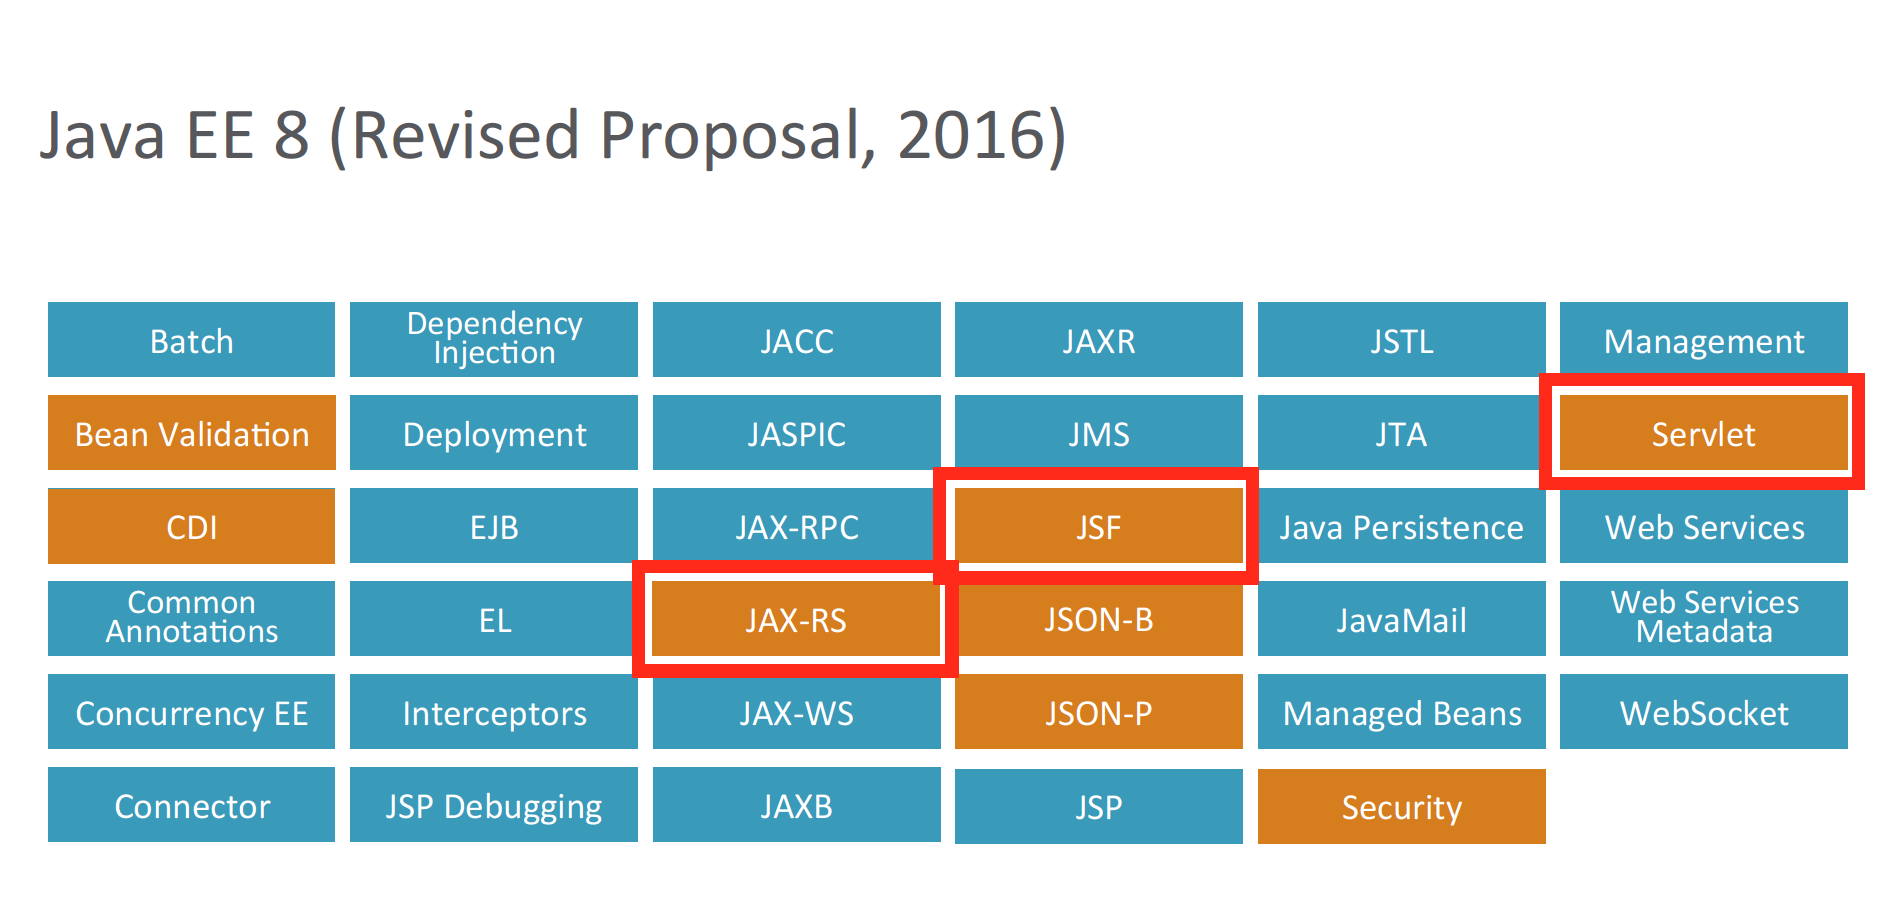 Java EE 8 (Revised Proposal, 2016)
Batch
Dependency
Injection
JACC
JAXR
JSTL
Management
Bean Validation
Deployment
JASPIC
JMS
JTA
Servlet
CDI
EJB
JAX-RPC
JSF
Java Persistence
Web Services
Common
Annotations
EL
JAX-RS
JSON-B
JavaMail
Web Services
Metadata
Concurrency EE
Interceptors
JAX-WS
JSON-P
Managed Beans
WebSocket
Connector
JSP Debugging
JAXB
JSP
Security